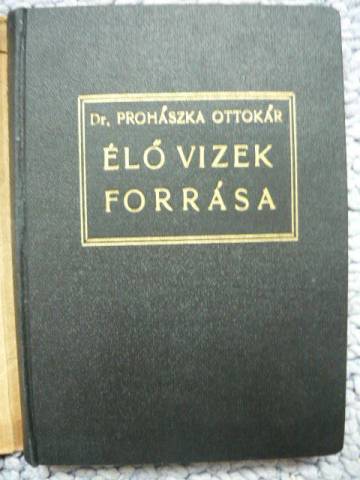 Dr. PROHÁSZKA OTTOKÁR
ÉLŐ VIZEK
FORRÁSA